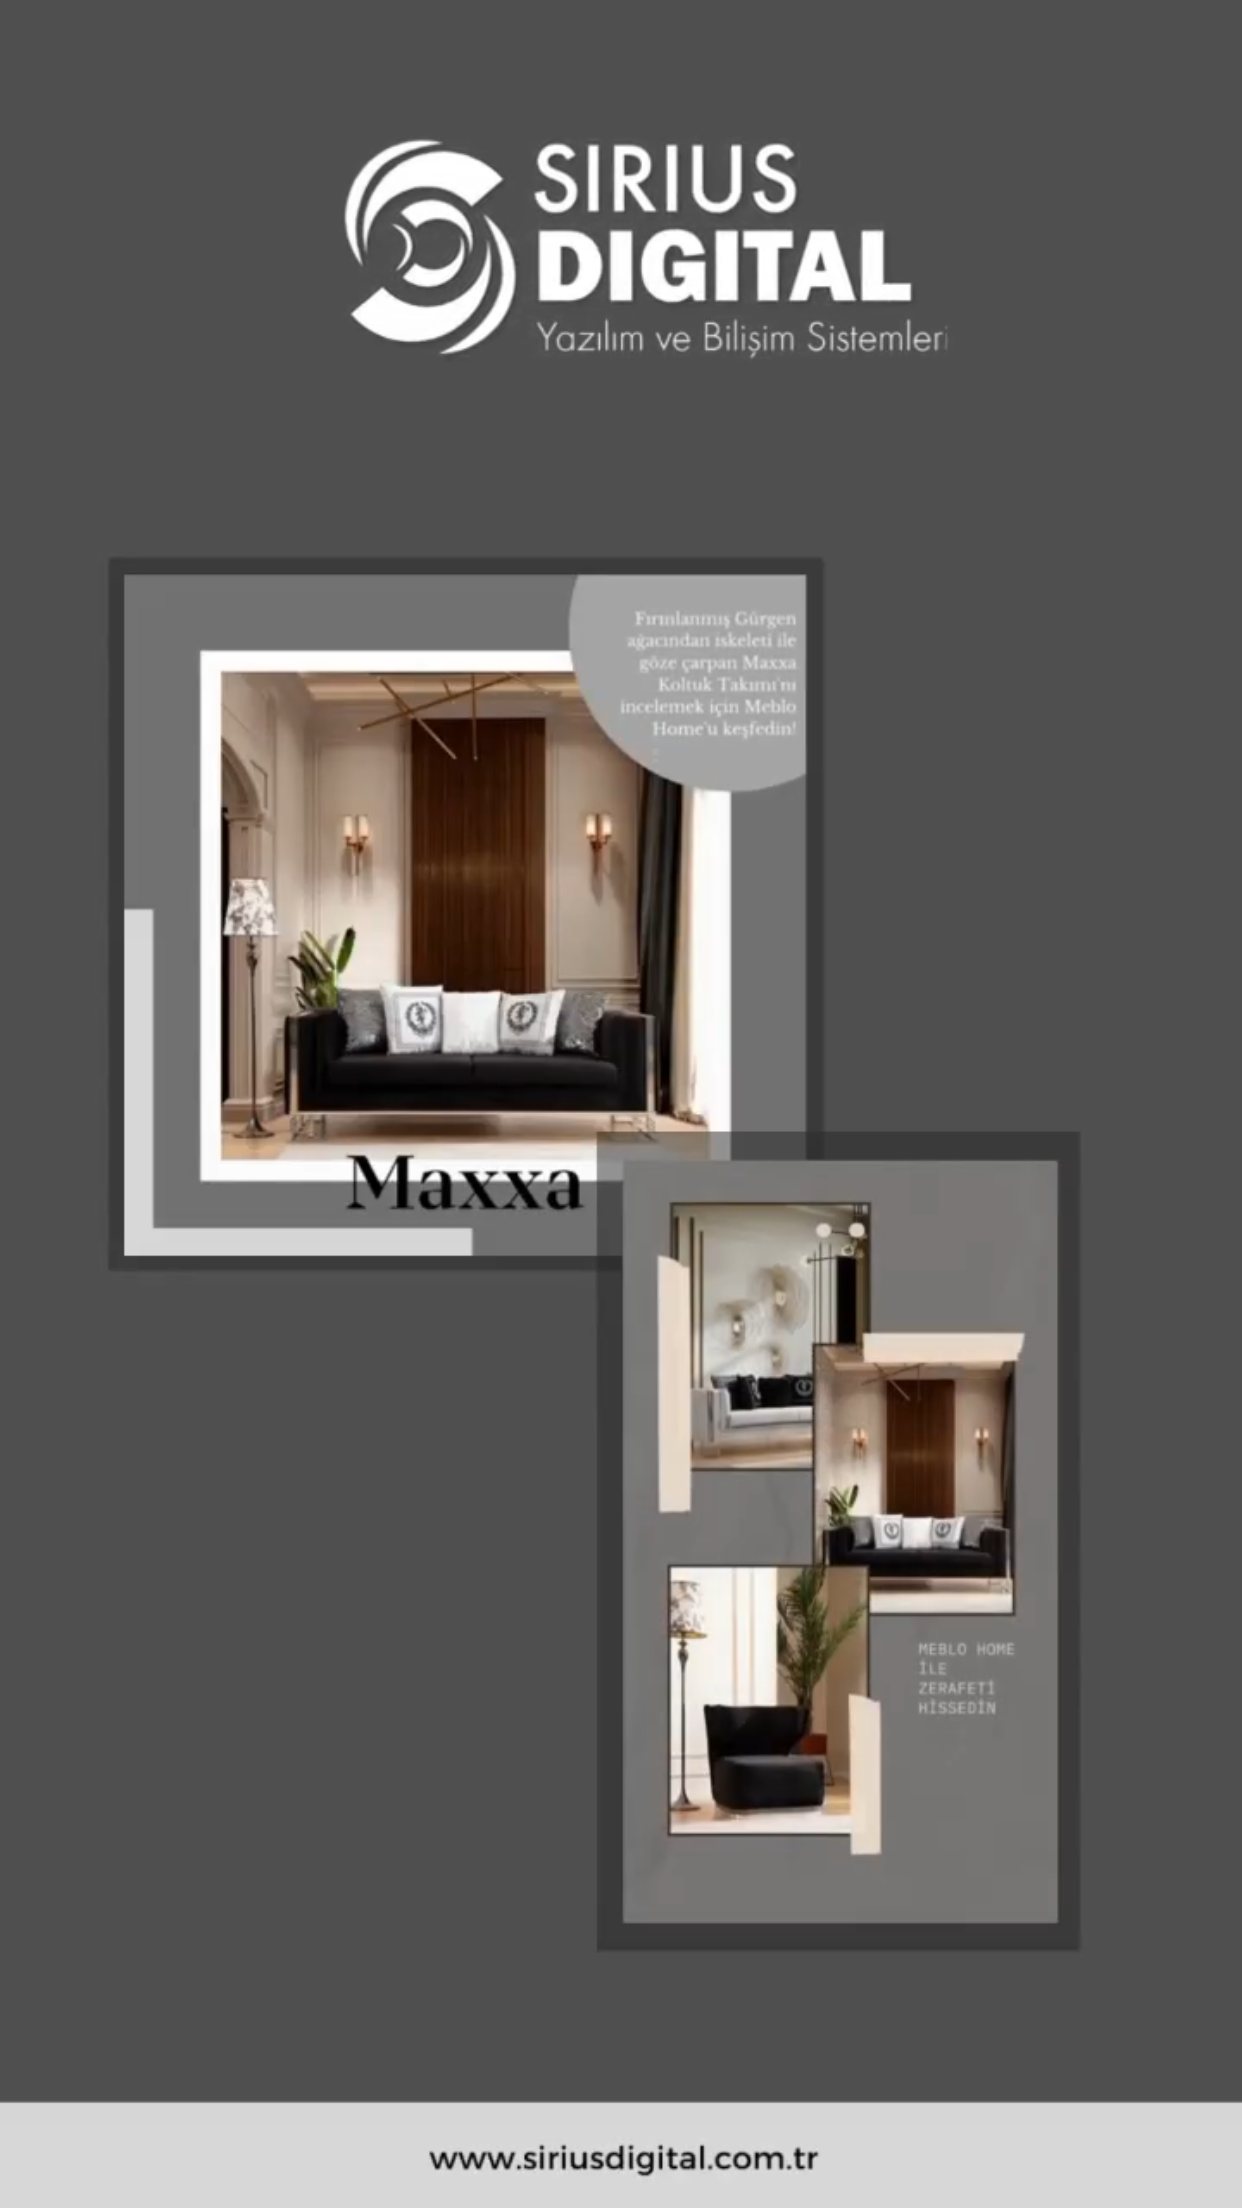 SIRIUS
DIGITAL
Yazılım ve Bilişim Sistemleri
Fırınlanmış Gürgen
ağacından iskeleti ile
göze çarpan Maxxa
Koltuk Takımı'nı
incelemek için Meblo
Home'u keşfedin!
Maxxa
MEBLO HOME
İLE
ZERAFETİ
HİSSEDİN
www.siriusdigital.com.tr